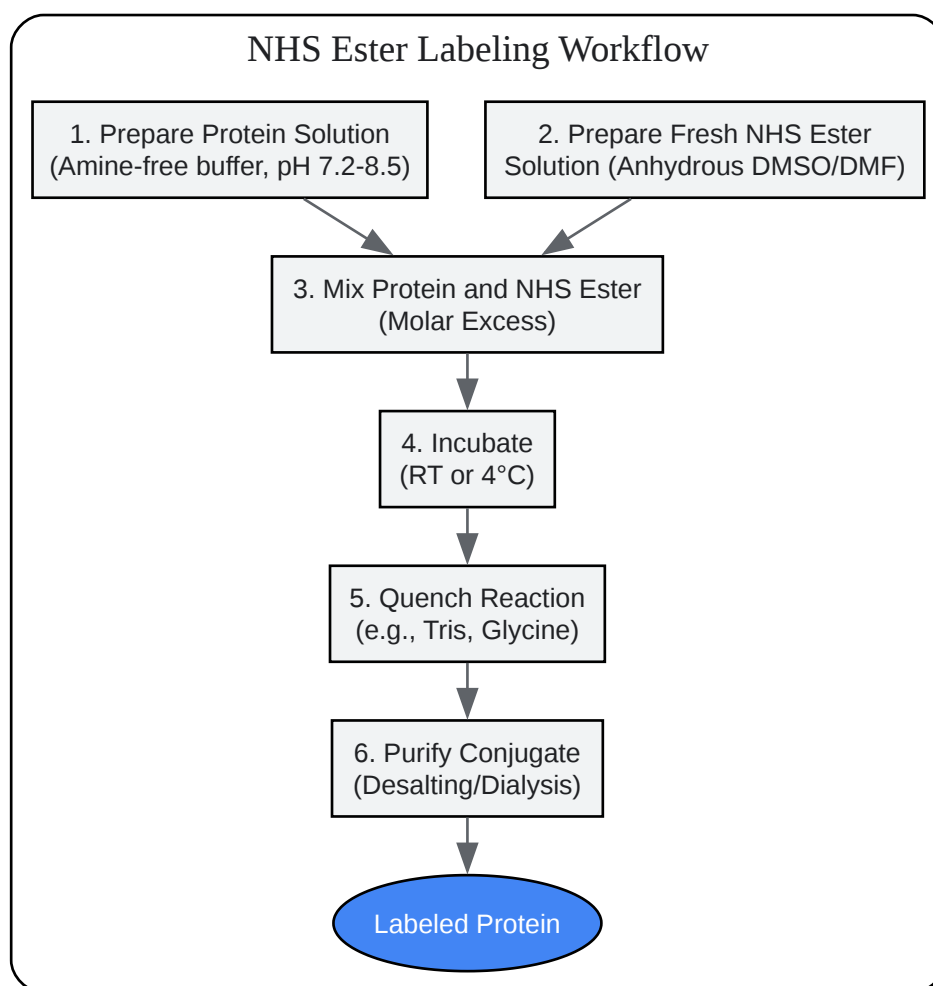 NHS Ester Labeling Workflow
1. Prepare Protein Solution
(Amine-free buffer, pH 7.2-8.5)
2. Prepare Fresh NHS Ester
Solution (Anhydrous DMSO/DMF)
3. Mix Protein and NHS Ester
(Molar Excess)
4. Incubate
(RT or 4°C)
5. Quench Reaction
(e.g., Tris, Glycine)
6. Purify Conjugate
(Desalting/Dialysis)
Labeled Protein